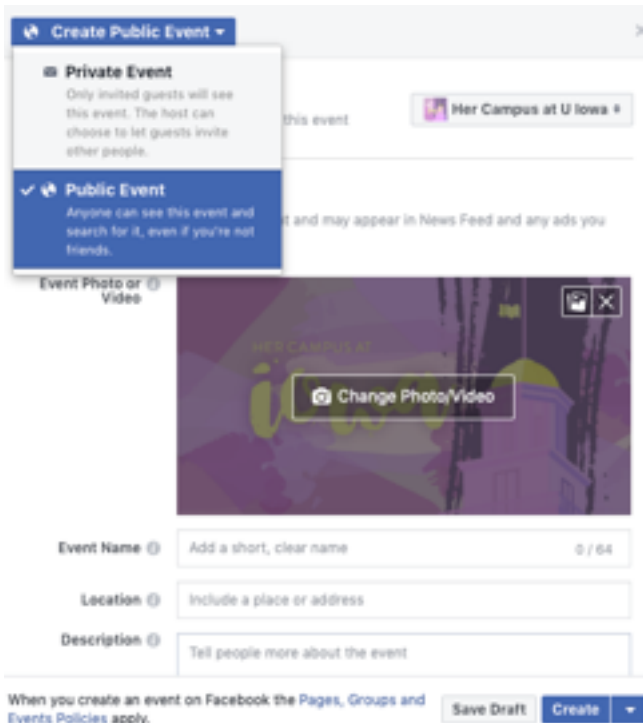 Create Public Event
Private Event
Only invited guests will see
this event. The host can
choose to let guests invite
other people.
this event
Her Campus at U Iowa
Public Event
Anyone can see this event and
search for it, even if you're not
friends.
t and may appear in News Feed and any ads you
Event Photo or
Video
HER CAMPUS AT
iowa
Change Photo/Video
Event Name
Add a short, clear name
0 / 64
Location
Include a place or address
Description
Tell people more about the event
When you create an event on Facebook the Pages, Groups and
Events Policies apply.
Save Draft
Create